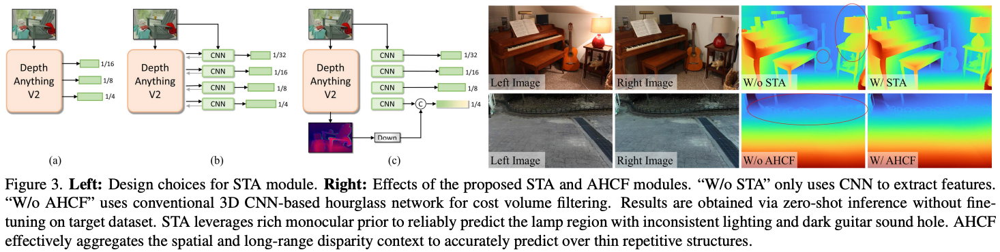 Depth
Anything
V2
1/16
1/8
1/4
(a)
Depth
Anything
V2
CNN
1/32
CNN
1/16
CNN
1/8
CNN
1/4
(b)
Depth
Anything
V2
CNN
1/32
CNN
1/16
CNN
1/8
CNN
C
1/4
Down
(c)
Left Image
Right Image
W/o STA
W/ STA
Left Image
Right Image
W/o AHCF
W/ AHCF
Figure 3. Left: Design choices for STA module. Right: Effects of the proposed STA and AHCF modules. “W/o STA” only uses CNN to extract features.
“W/o AHCF” uses conventional 3D CNN-based hourglass network for cost volume filtering. Results are obtained via zero-shot inference without fine-
tuning on target dataset. STA leverages rich monocular prior to reliably predict the lamp region with inconsistent lighting and dark guitar sound hole. AHCF
effectively aggregates the spatial and long-range disparity context to accurately predict over thin repetitive structures.